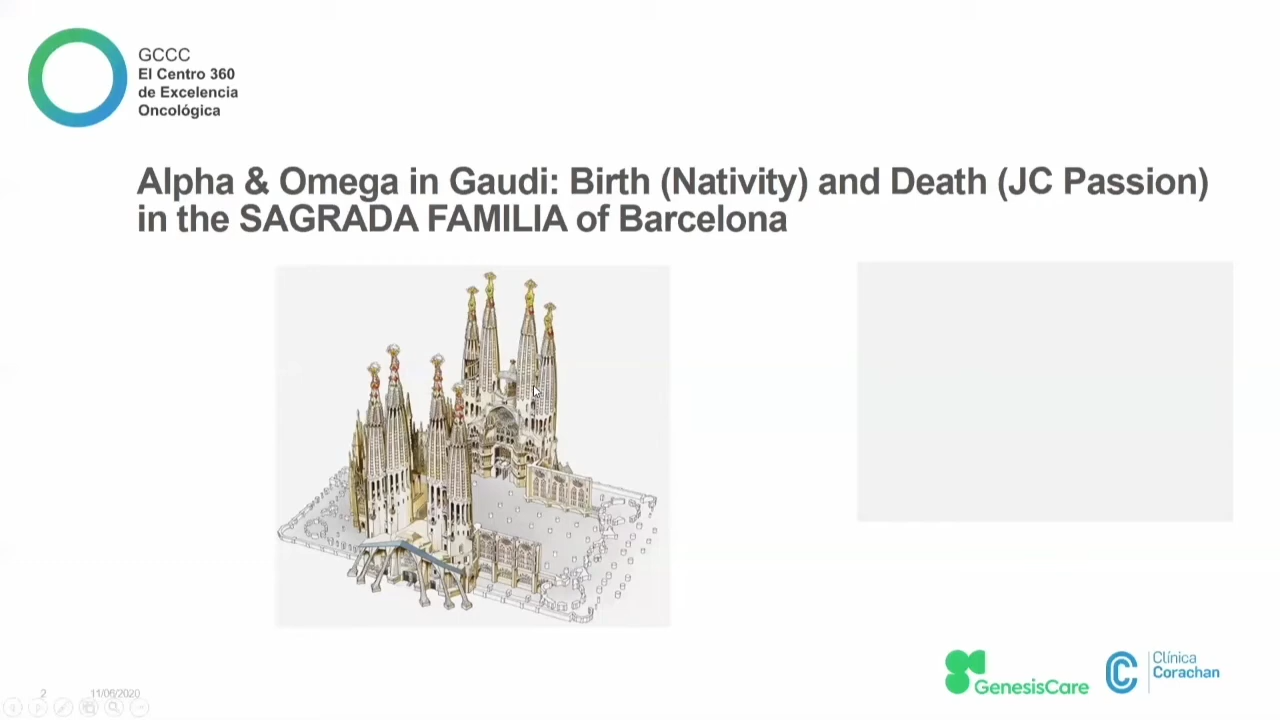 GCCC
El Centro 360
de Excelencia
Oncológica
Alpha & Omega in Gaudi: Birth (Nativity) and Death (JC Passion)
in the SAGRADA FAMILIA of Barcelona
GenesisCare
Clínica
Corachan
2
11/06/2020